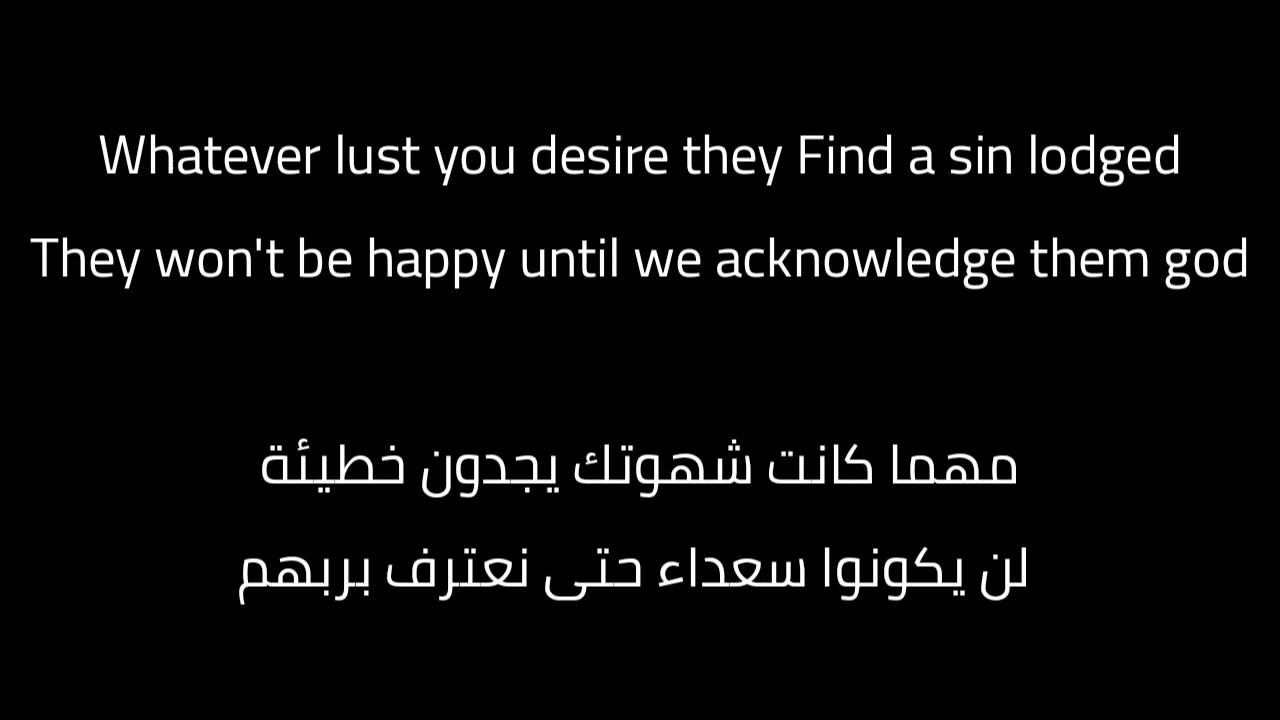 Whatever lust you desire they Find a sin lodged
They won't be happy until we acknowledge them god
مهما كانت شهوتك يجدون خطيئة
لن يكونوا سعداء حتى نعترف بربهم